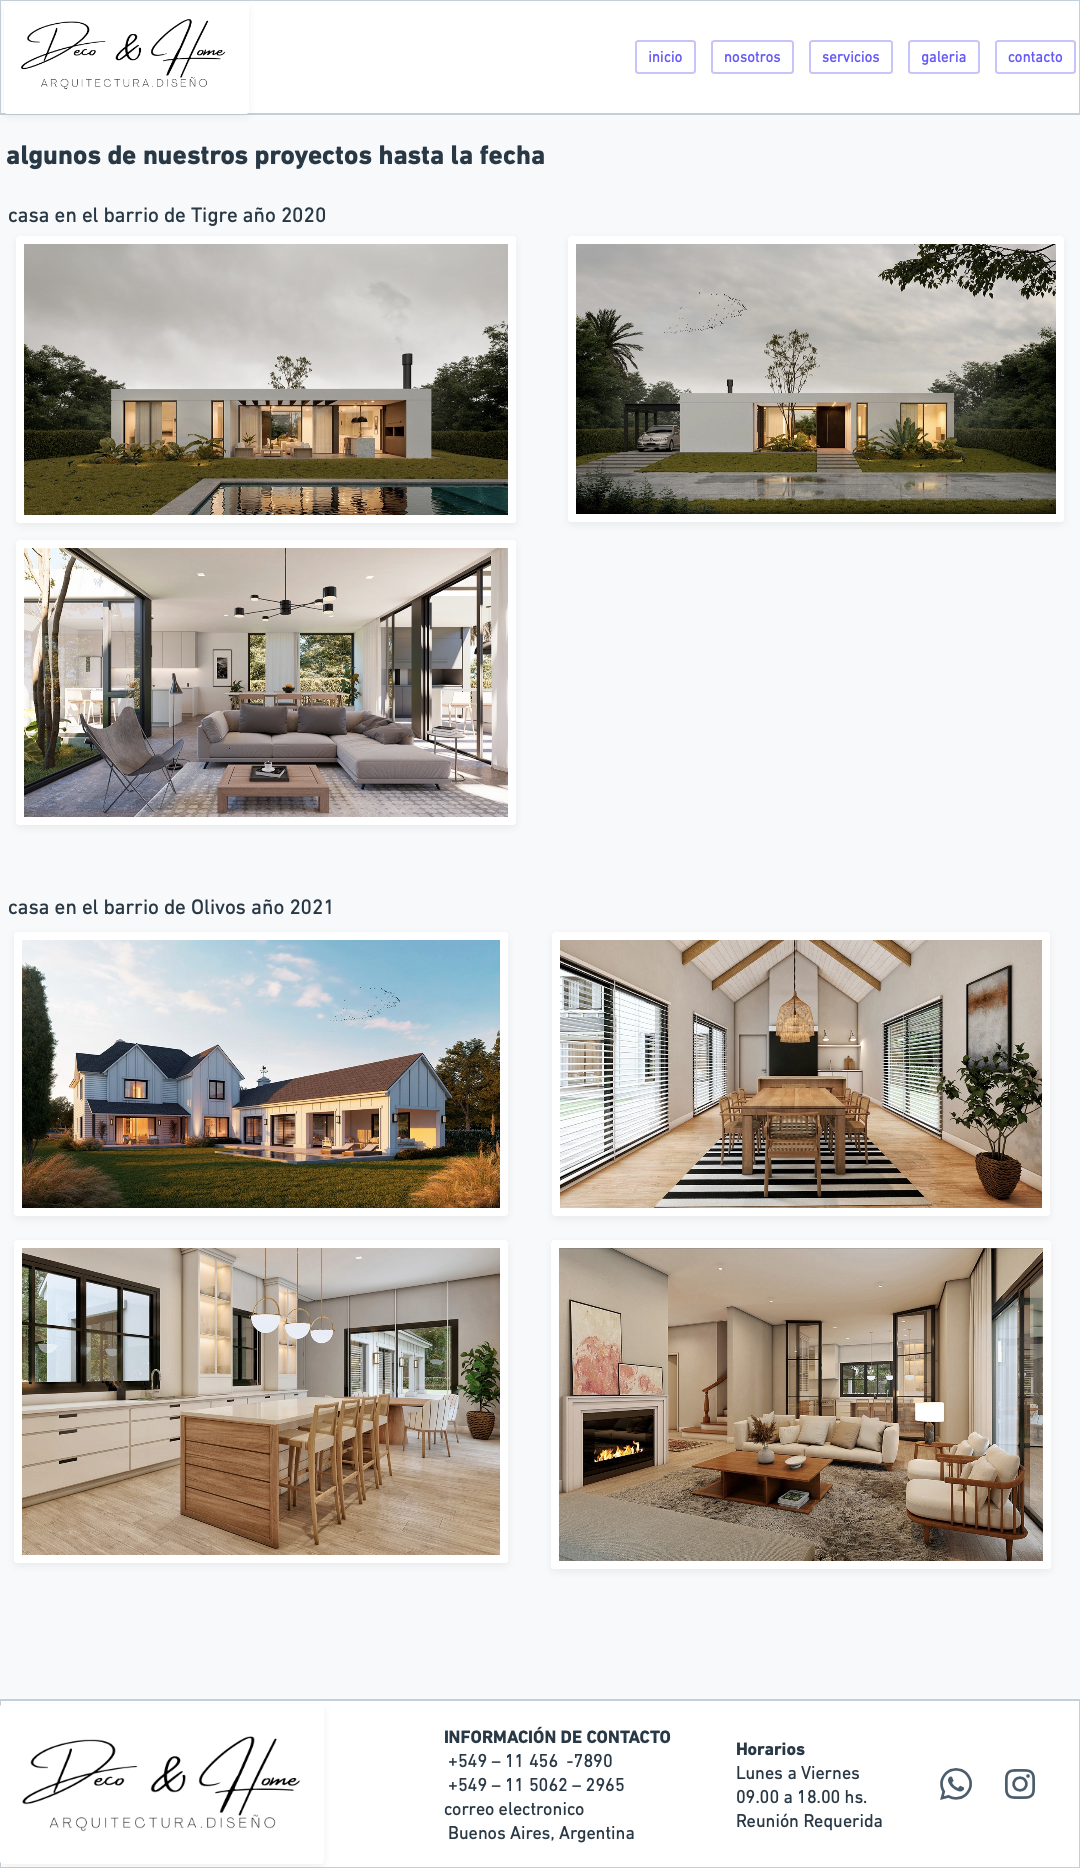 Deco & Home
ARQUITECTURA.DISEÑO
inicio
nosotros
servicios
galeria
contacto
algunos de nuestros proyectos hasta la fecha
casa en el barrio de Tigre año 2020
casa en el barrio de Olivos año 2021
Deco & Home
ARQUITECTURA.DISEÑO
INFORMACIÓN DE CONTACTO
+549 – 11 456 -7890
+549 – 11 5062 – 2965
correo electronico
Buenos Aires, Argentina
Horarios
Lunes a Viernes
09.00 a 18.00 hs.
Reunión Requerida